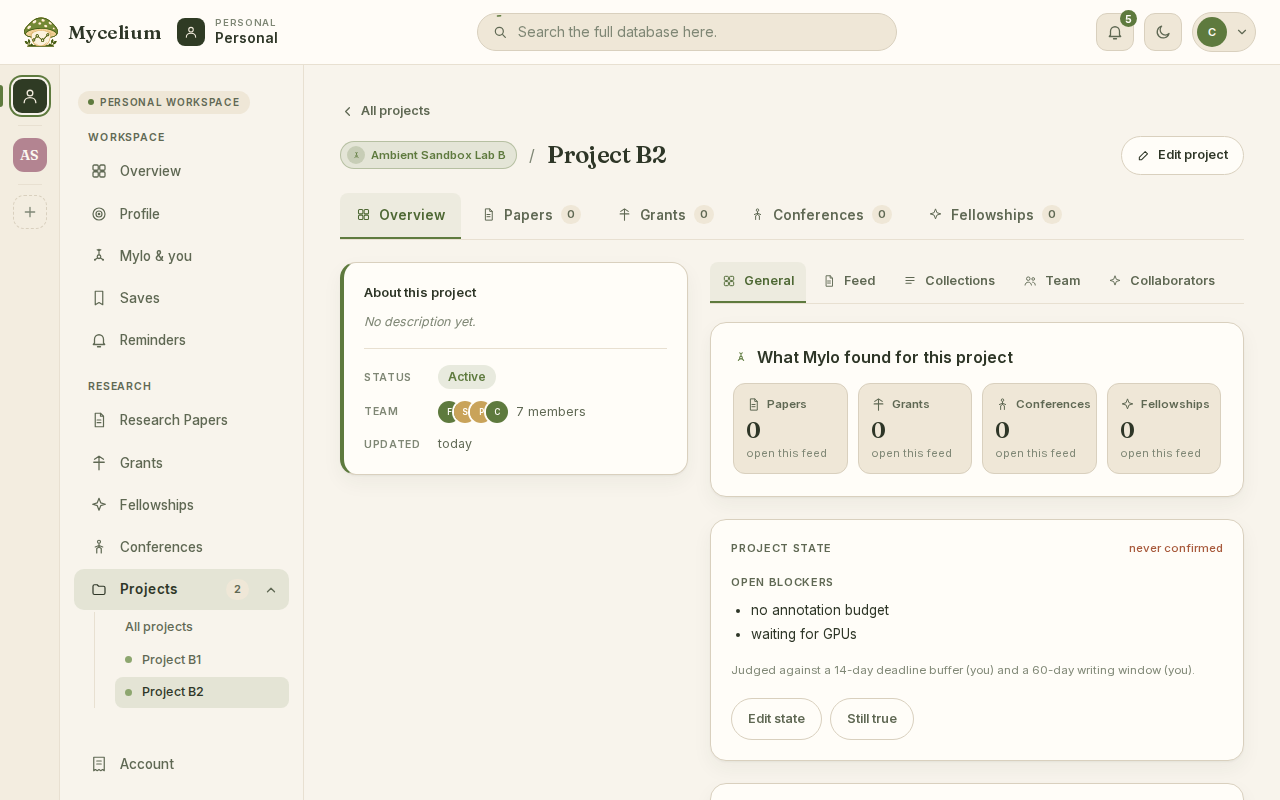 Mycelium
PERSONAL
Personal
Search the full database here.
5
C
AS
PERSONAL WORKSPACE
WORKSPACE
Overview
Profile
Mylo & you
Saves
Reminders
RESEARCH
Research Papers
Grants
Fellowships
Conferences
Projects 2
All projects
Project B1
Project B2
Account
All projects
Ambient Sandbox Lab B / Project B2
Edit project
Overview Papers 0 Grants 0 Conferences 0 Fellowships 0
About this project
No description yet.
STATUS Active
TEAM F S P C 7 members
UPDATED today
General Feed Collections Team Collaborators
What Mylo found for this project
Papers
0
open this feed
Grants
0
open this feed
Conferences
0
open this feed
Fellowships
0
open this feed
PROJECT STATE never confirmed
OPEN BLOCKERS
• no annotation budget
• waiting for GPUs
Judged against a 14-day deadline buffer (you) and a 60-day writing window (you).
Edit state Still true